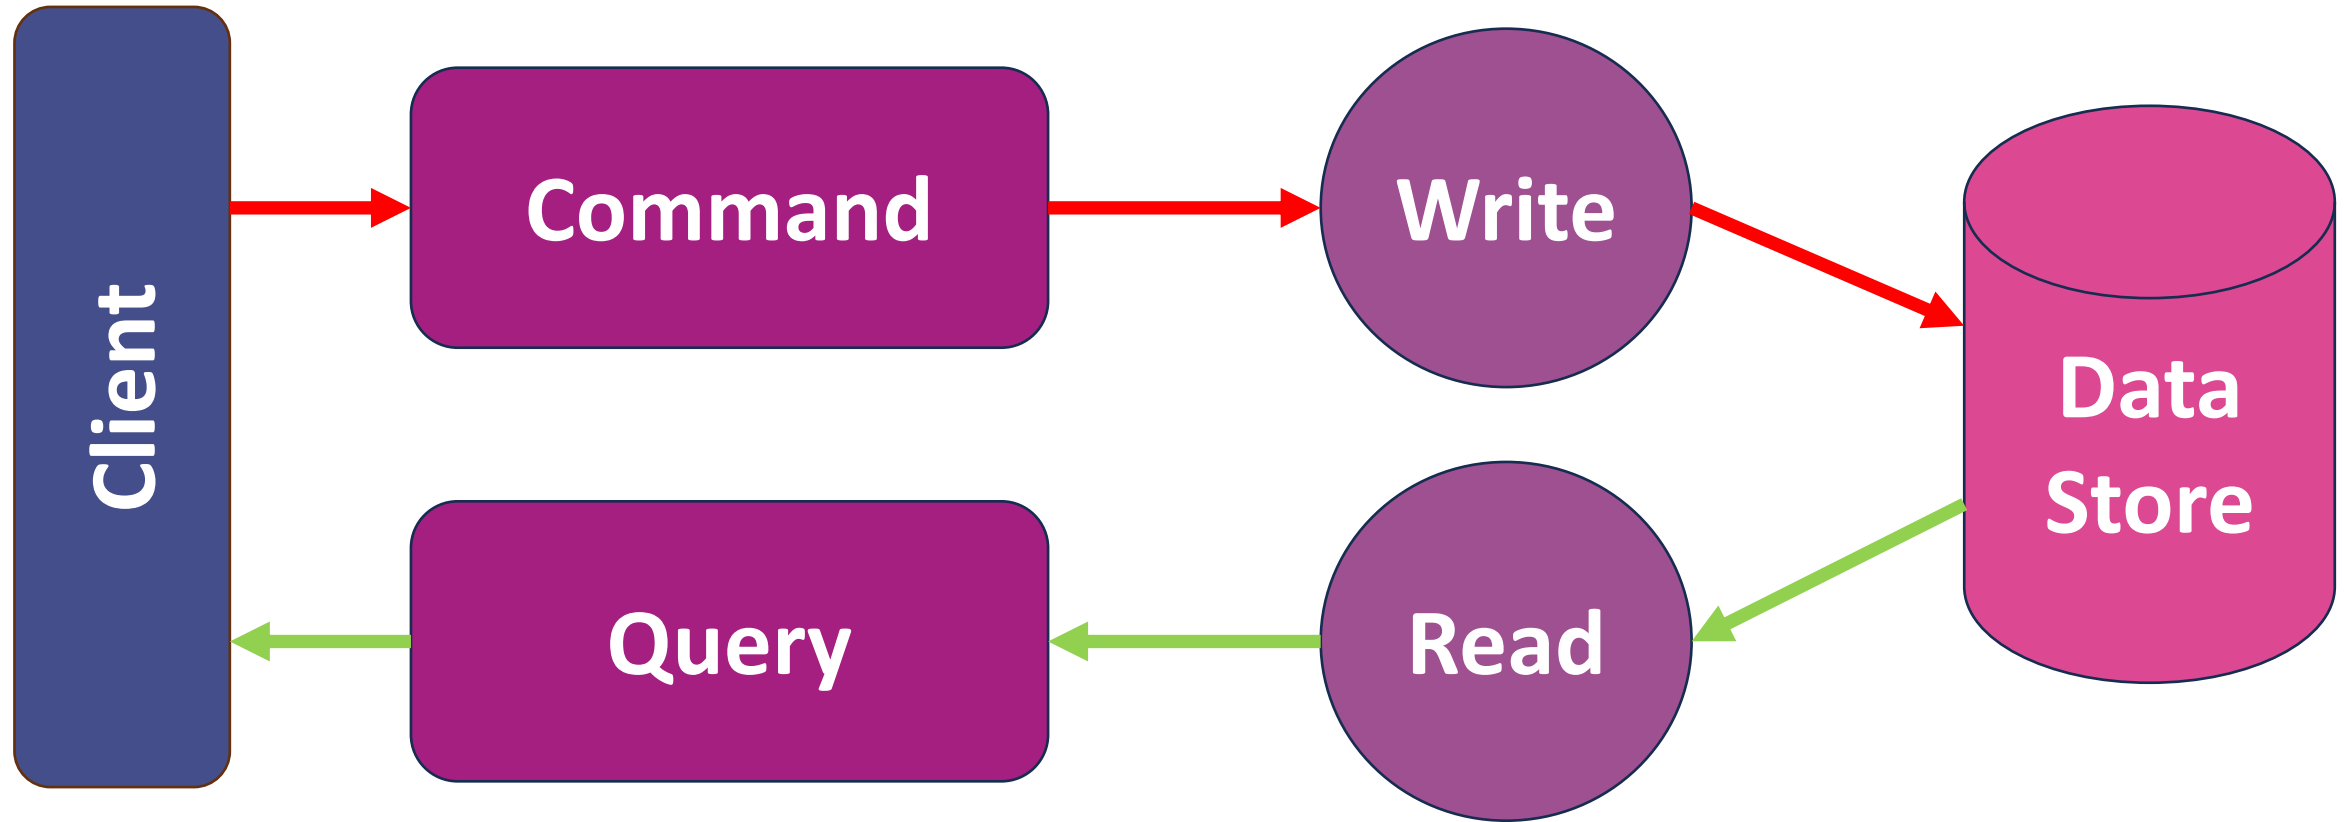 Client
Command
Write
Data
Store
Query
Read